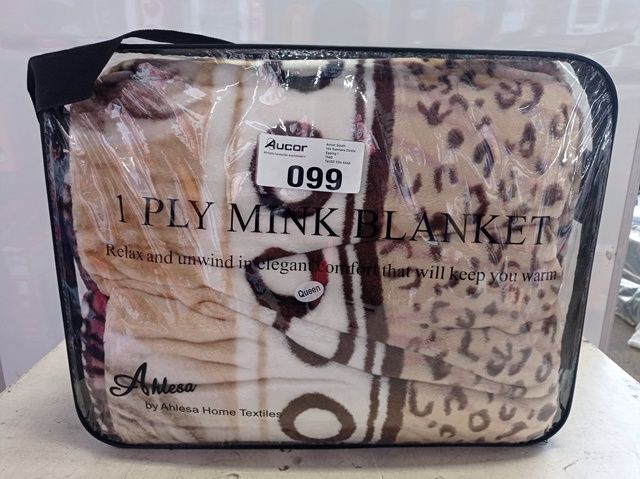 Aucor
099
1 PLY MINK BLANKET
Relax and unwind in elegant comfort that will keep you warm
Queen
Ahlesa
by Ahlesa Home Textiles